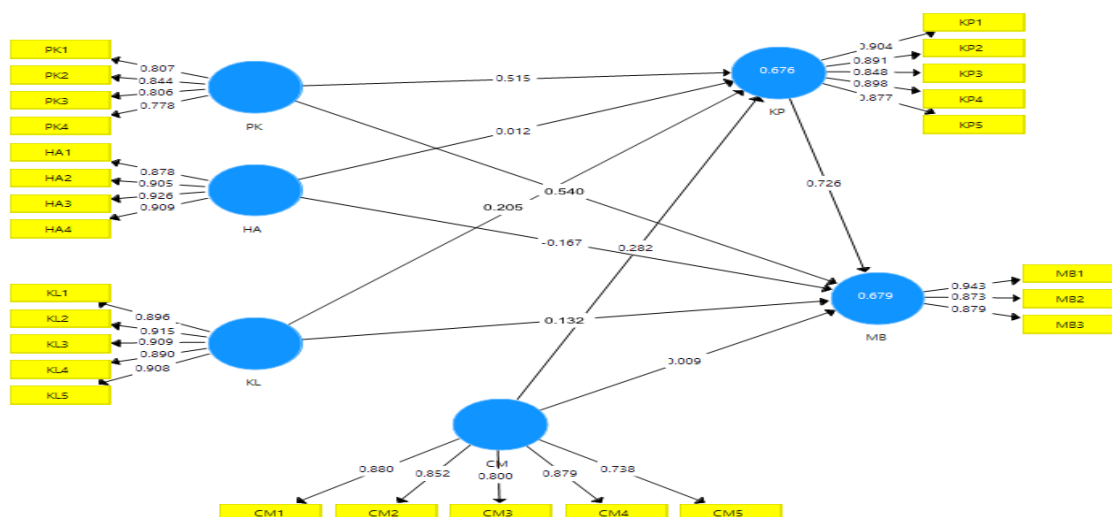 PK1
PK2
PK3
PK4
0.807
0.844
0.806
0.778
PK
HA1
HA2
HA3
HA4
0.878
0.905
0.926
0.909
HA
KL1
KL2
KL3
KL4
KL5
0.896
0.915
0.909
0.890
0.908
KL
0.515
0.012
0.205
0.540
-0.167
0.282
0.132
0.009
0.726
0.676
KP
0.904
0.891
0.848
0.898
0.877
KP1
KP2
KP3
KP4
KP5
0.679
MB
0.943
0.873
0.879
MB1
MB2
MB3
CM
0.880
0.852
0.800
0.879
0.738
CM1
CM2
CM3
CM4
CM5